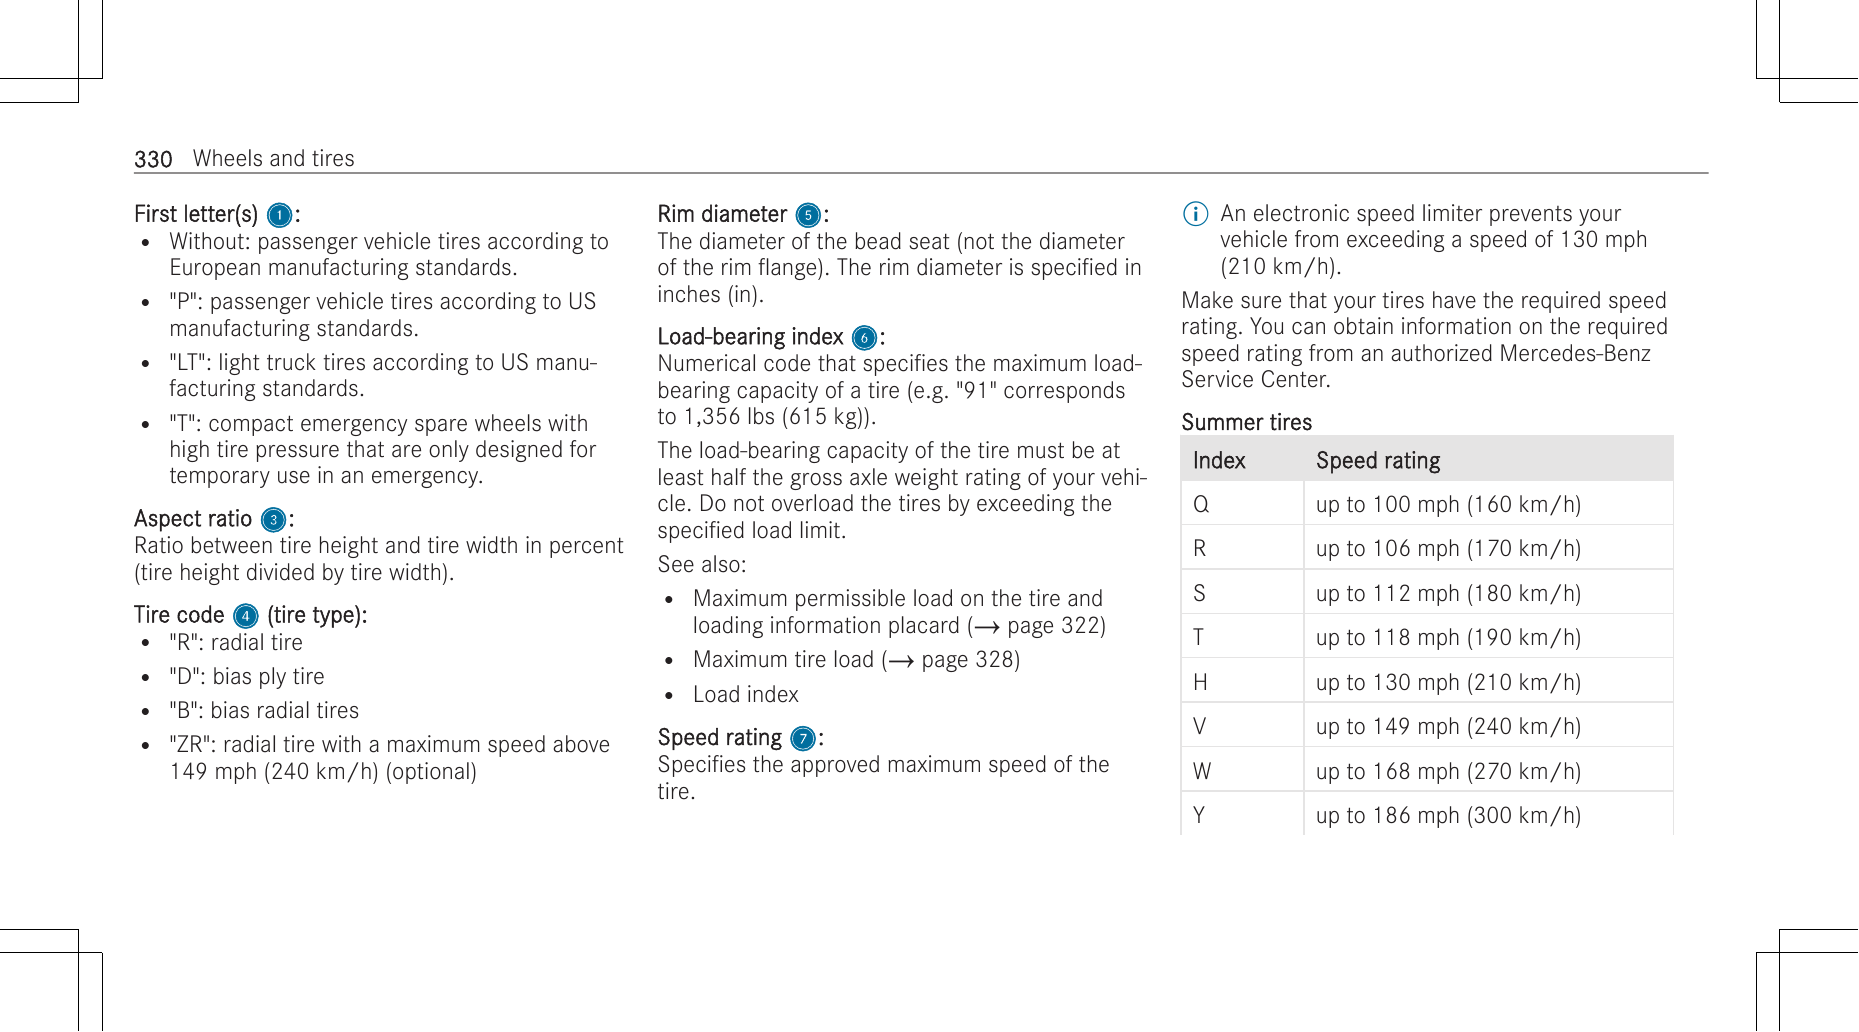 330 Wheels and tires
First letter(s) 1:
• Without: passenger vehicle tires according to
European manufacturing standards.
• "P": passenger vehicle tires according to US
manufacturing standards.
• "LT": light truck tires according to US manu-
facturing standards.
• "T": compact emergency spare wheels with
high tire pressure that are only designed for
temporary use in an emergency.
Aspect ratio 3:
Ratio between tire height and tire width in percent
(tire height divided by tire width).
Tire code 4 (tire type):
• "R": radial tire
• "D": bias ply tire
• "B": bias radial tires
• "ZR": radial tire with a maximum speed above
149 mph (240 km/h) (optional)
Rim diameter 5:
The diameter of the bead seat (not the diameter
of the rim flange). The rim diameter is specified in
inches (in).
Load-bearing index 6:
Numerical code that specifies the maximum load-
bearing capacity of a tire (e.g. "91" corresponds
to 1,356 lbs (615 kg)).
The load-bearing capacity of the tire must be at
least half the gross axle weight rating of your vehi-
cle. Do not overload the tires by exceeding the
specified load limit.
See also:
• Maximum permissible load on the tire and
loading information placard (→ page 322)
• Maximum tire load (→ page 328)
• Load index
Speed rating 7:
Specifies the approved maximum speed of the
tire.
i An electronic speed limiter prevents your
vehicle from exceeding a speed of 130 mph
(210 km/h).
Make sure that your tires have the required speed
rating. You can obtain information on the required
speed rating from an authorized Mercedes-Benz
Service Center.
Summer tires
Index Speed rating
Q up to 100 mph (160 km/h)
R up to 106 mph (170 km/h)
S up to 112 mph (180 km/h)
T up to 118 mph (190 km/h)
H up to 130 mph (210 km/h)
V up to 149 mph (240 km/h)
W up to 168 mph (270 km/h)
Y up to 186 mph (300 km/h)